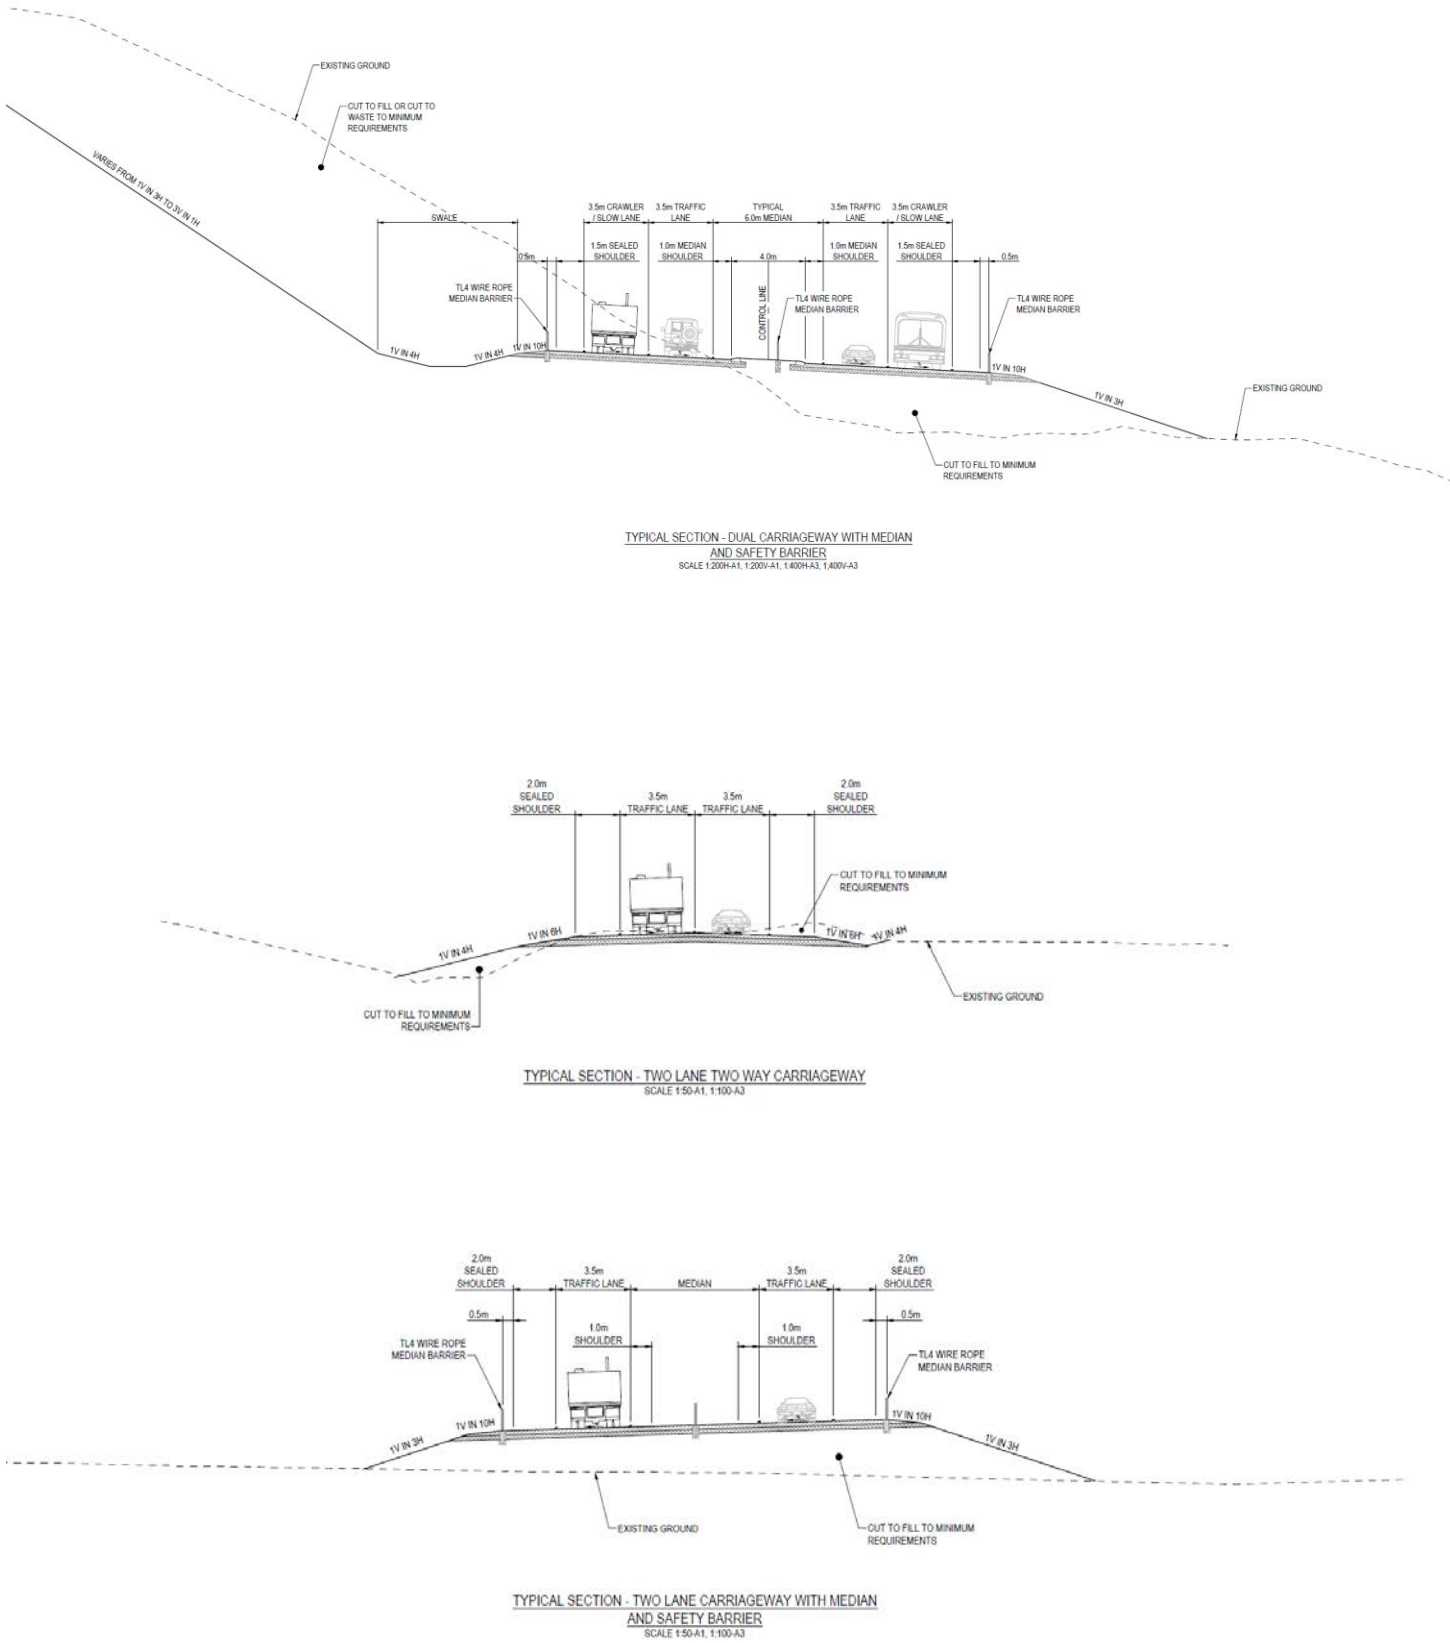 EXISTING GROUND
CUT TO FILL OR CUT TO
WASTE TO MINIMUM
REQUIREMENTS
VARIES FROM 1V IN 3H TO 3V IN 1H
SWALE
3.5m CRAWLER
/ SLOW LANE
3.5m TRAFFIC
LANE
TYPICAL
6.0m MEDIAN
3.5m TRAFFIC
LANE
3.5m CRAWLER
/ SLOW LANE
0.5m
1.5m SEALED
SHOULDER
1.0m MEDIAN
SHOULDER
4.0m
1.0m MEDIAN
SHOULDER
1.5m SEALED
SHOULDER
0.5m
TL4 WIRE ROPE
MEDIAN BARRIER
CONTROL LINE
TL4 WIRE ROPE
MEDIAN BARRIER
TL4 WIRE ROPE
MEDIAN BARRIER
1V IN 4H
1V IN 4H
1V IN 10H
1V IN 10H
1V IN 3H
EXISTING GROUND
CUT TO FILL TO MINIMUM
REQUIREMENTS
TYPICAL SECTION - DUAL CARRIAGEWAY WITH MEDIAN
AND SAFETY BARRIER
SCALE 1:200H-A1, 1:200V-A1, 1:400H-A3, 1:400V-A3
2.0m
SEALED
SHOULDER
3.5m
TRAFFIC LANE
3.5m
TRAFFIC LANE
2.0m
SEALED
SHOULDER
CUT TO FILL TO MINIMUM
REQUIREMENTS
1V IN 4H
1V IN 6H
1V IN 6H
1V IN 4H
EXISTING GROUND
CUT TO FILL TO MINIMUM
REQUIREMENTS
TYPICAL SECTION - TWO LANE TWO WAY CARRIAGEWAY
SCALE 1:50-A1, 1:100-A3
2.0m
SEALED
SHOULDER
3.5m
TRAFFIC LANE
MEDIAN
3.5m
TRAFFIC LANE
2.0m
SEALED
SHOULDER
0.5m
1.0m
SHOULDER
1.0m
SHOULDER
0.5m
TL4 WIRE ROPE
MEDIAN BARRIER
TL4 WIRE ROPE
MEDIAN BARRIER
1V IN 3H
1V IN 10H
1V IN 10H
1V IN 3H
EXISTING GROUND
CUT TO FILL TO MINIMUM
REQUIREMENTS
TYPICAL SECTION - TWO LANE CARRIAGEWAY WITH MEDIAN
AND SAFETY BARRIER
SCALE 1:50-A1, 1:100-A3